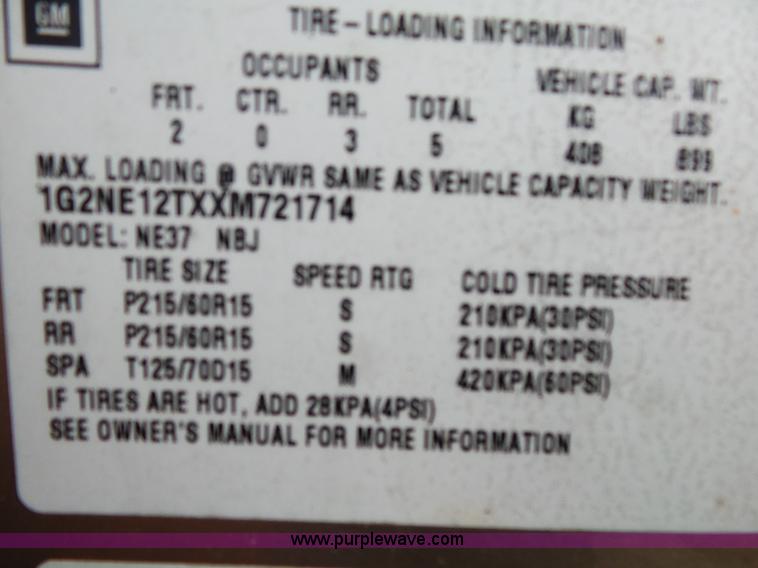 GM
TIRE-LOADING INFORMATION
OCCUPANTS VEHICLE CAP. WT.
FRT. CTR. RR. TOTAL KG LBS
2 0 3 5 408 899
MAX. LOADING @ GVWR SAME AS VEHICLE CAPACITY WEIGHT.
1G2NE12TXXM721714
MODEL: NE37 NBJ
TIRE SIZE SPEED RTG COLD TIRE PRESSURE
FRT P215/60R15 S 210KPA(30PSI)
RR P215/60R15 S 210KPA(30PSI)
SPA T125/70D15 M 420KPA(60PSI)
IF TIRES ARE HOT, ADD 28KPA(4PSI)
SEE OWNER'S MANUAL FOR MORE INFORMATION
www.purplewave.com